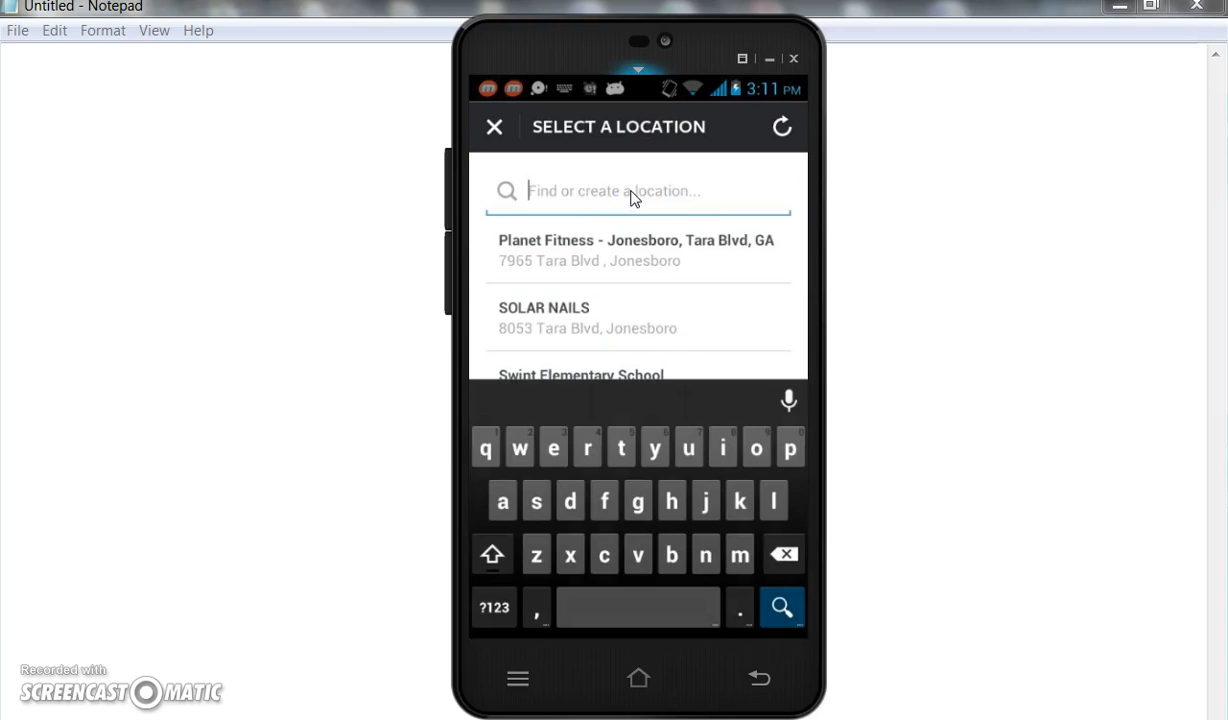 Untitled - Notepad
File Edit Format View Help
3:11 PM
SELECT A LOCATION
Find or create a location...
Planet Fitness - Jonesboro, Tara Blvd, GA
7965 Tara Blvd , Jonesboro
SOLAR NAILS
8053 Tara Blvd, Jonesboro
Swint Elementary School
q w e r t y u i o p
a s d f g h j k l
z x c v b n m
?123 , .
Recorded with
SCREENCAST-O-MATIC